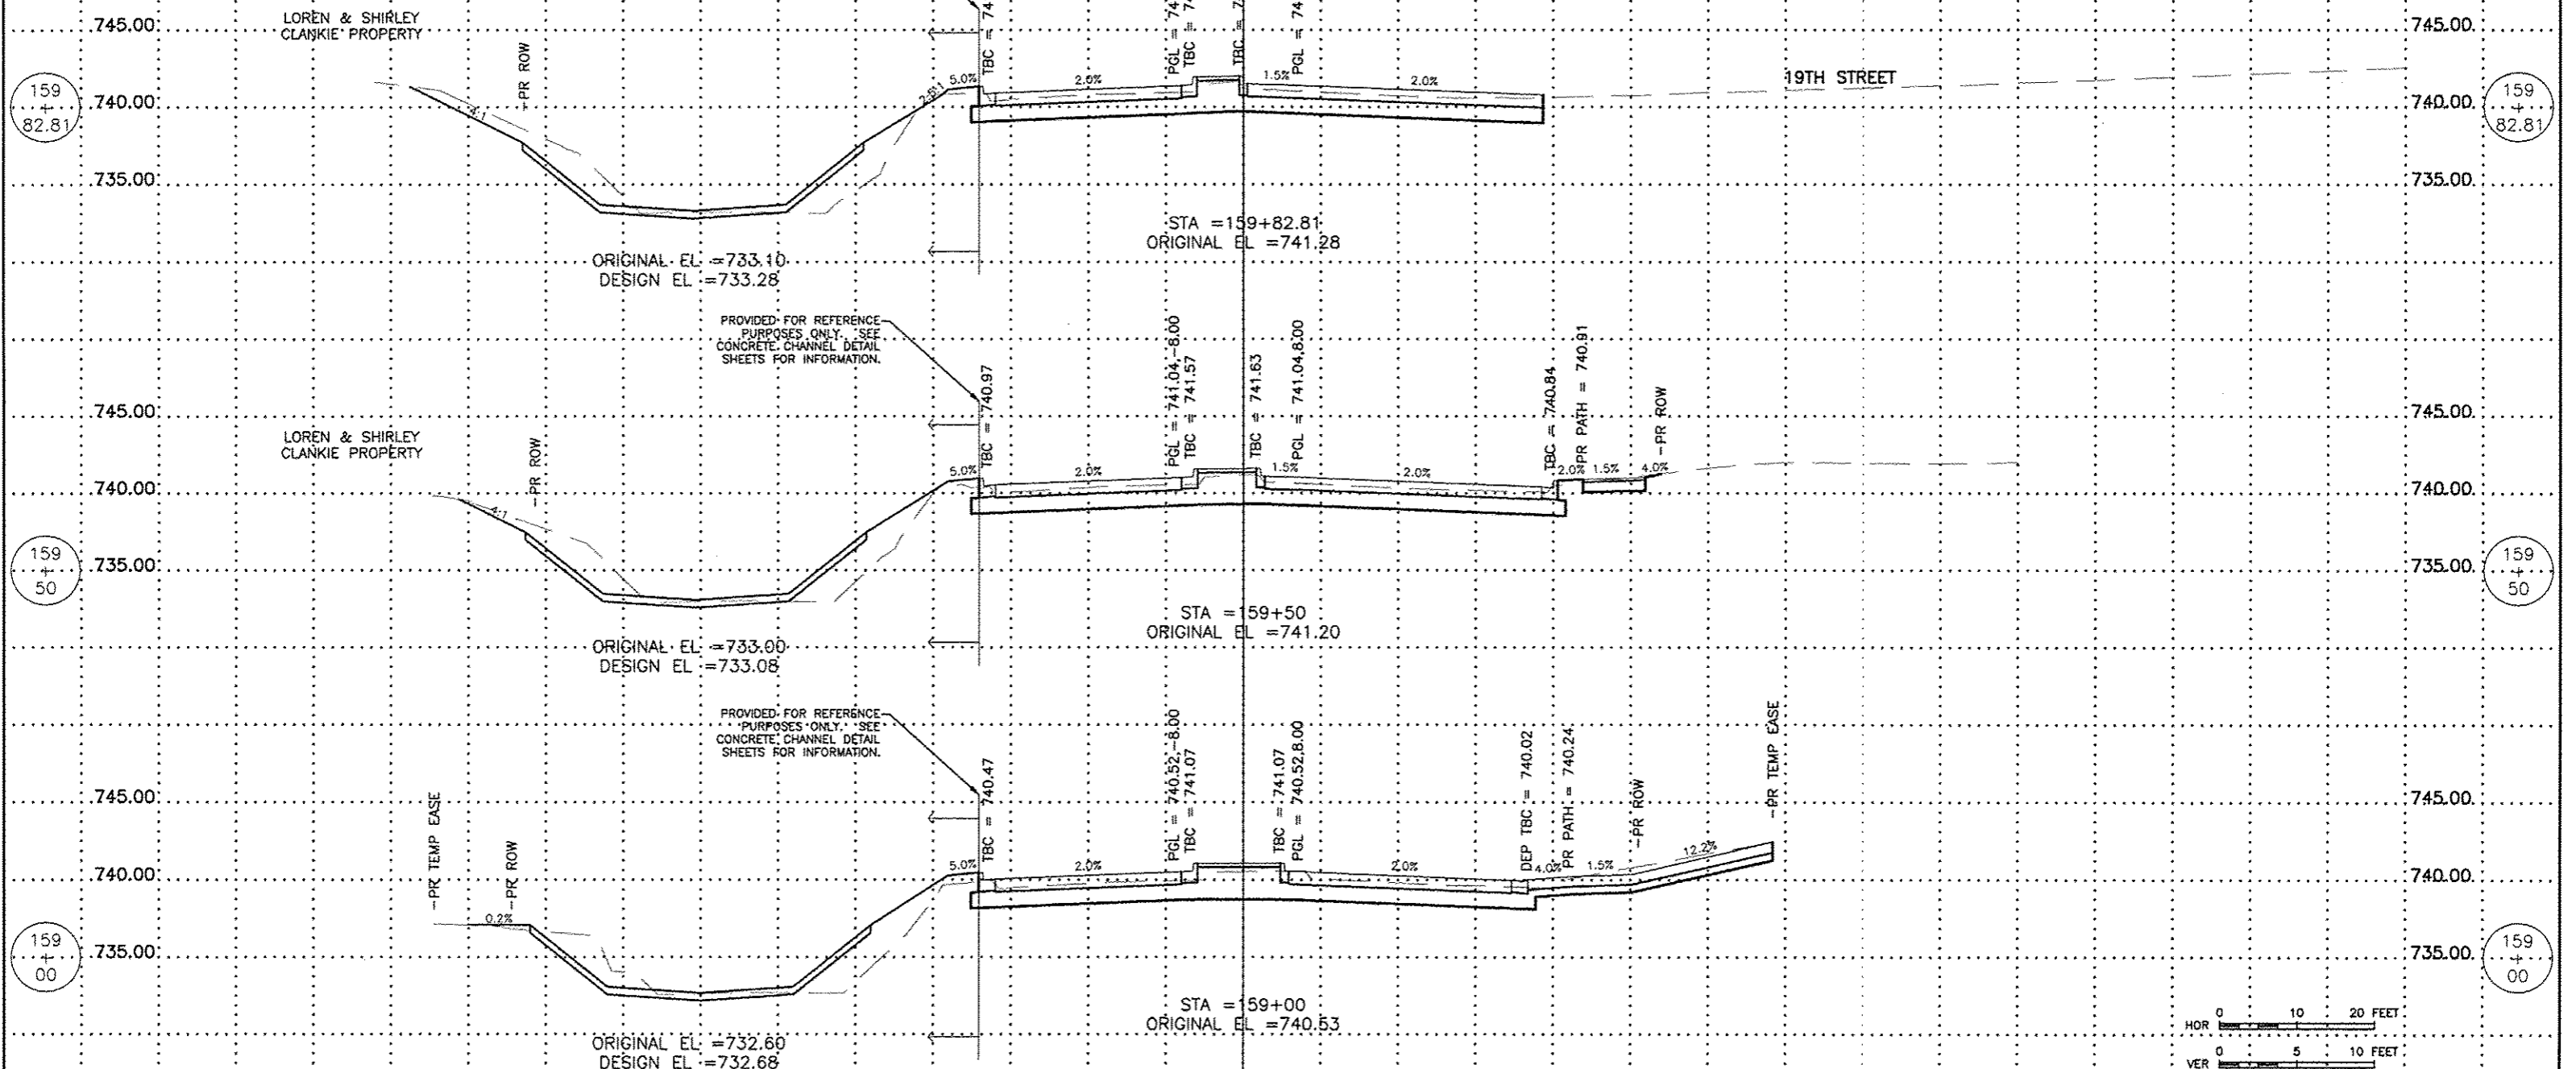 LOREN & SHIRLEY
CLANKIE PROPERTY
745.00
745.00
-PR ROW
5.0%
TBC = 74
2.0%
PGL = 74
TBC = 7
TBC = 7
1.5%
PGL = 74
2.0%
19TH STREET
159
+
82.81
740.00
4:1
740.00
159
+
82.81
735.00
735.00
STA =159+82.81
ORIGINAL EL =741.28
ORIGINAL EL =733.10
DESIGN EL =733.28
PROVIDED FOR REFERENCE
PURPOSES ONLY. SEE
CONCRETE CHANNEL DETAIL
SHEETS FOR INFORMATION.
745.00
745.00
LOREN & SHIRLEY
CLANKIE PROPERTY
-PR ROW
5.0%
TBC = 740.97
2.0%
PGL = 741.04,-8.00
TBC = 741.57
TBC = 741.63
1.5%
PGL = 741.04,8.00
2.0%
TBC = 740.84
2.0%
PR PATH = 740.91
1.5%
4.0%
-PR ROW
740.00
740.00
159
+
50
735.00
735.00
159
+
50
STA =159+50
ORIGINAL EL =741.20
ORIGINAL EL =733.00
DESIGN EL =733.08
PROVIDED FOR REFERENCE
PURPOSES ONLY. SEE
CONCRETE CHANNEL DETAIL
SHEETS FOR INFORMATION.
745.00
745.00
-PR TEMP EASE
-PR ROW
0.2%
5.0%
TBC = 740.47
2.0%
PGL = 740.52,-8.00
TBC = 741.07
TBC = 741.07
PGL = 740.52,8.00
2.0%
DEP TBC = 740.02
4.0%
PR PATH = 740.24
1.5%
-PR ROW
12.2%
-PR TEMP EASE
740.00
740.00
159
+
00
735.00
735.00
159
+
00
STA =159+00
ORIGINAL EL =740.53
ORIGINAL EL =732.60
DESIGN EL =732.68
HOR 0 10 20 FEET
VER 0 5 10 FEET